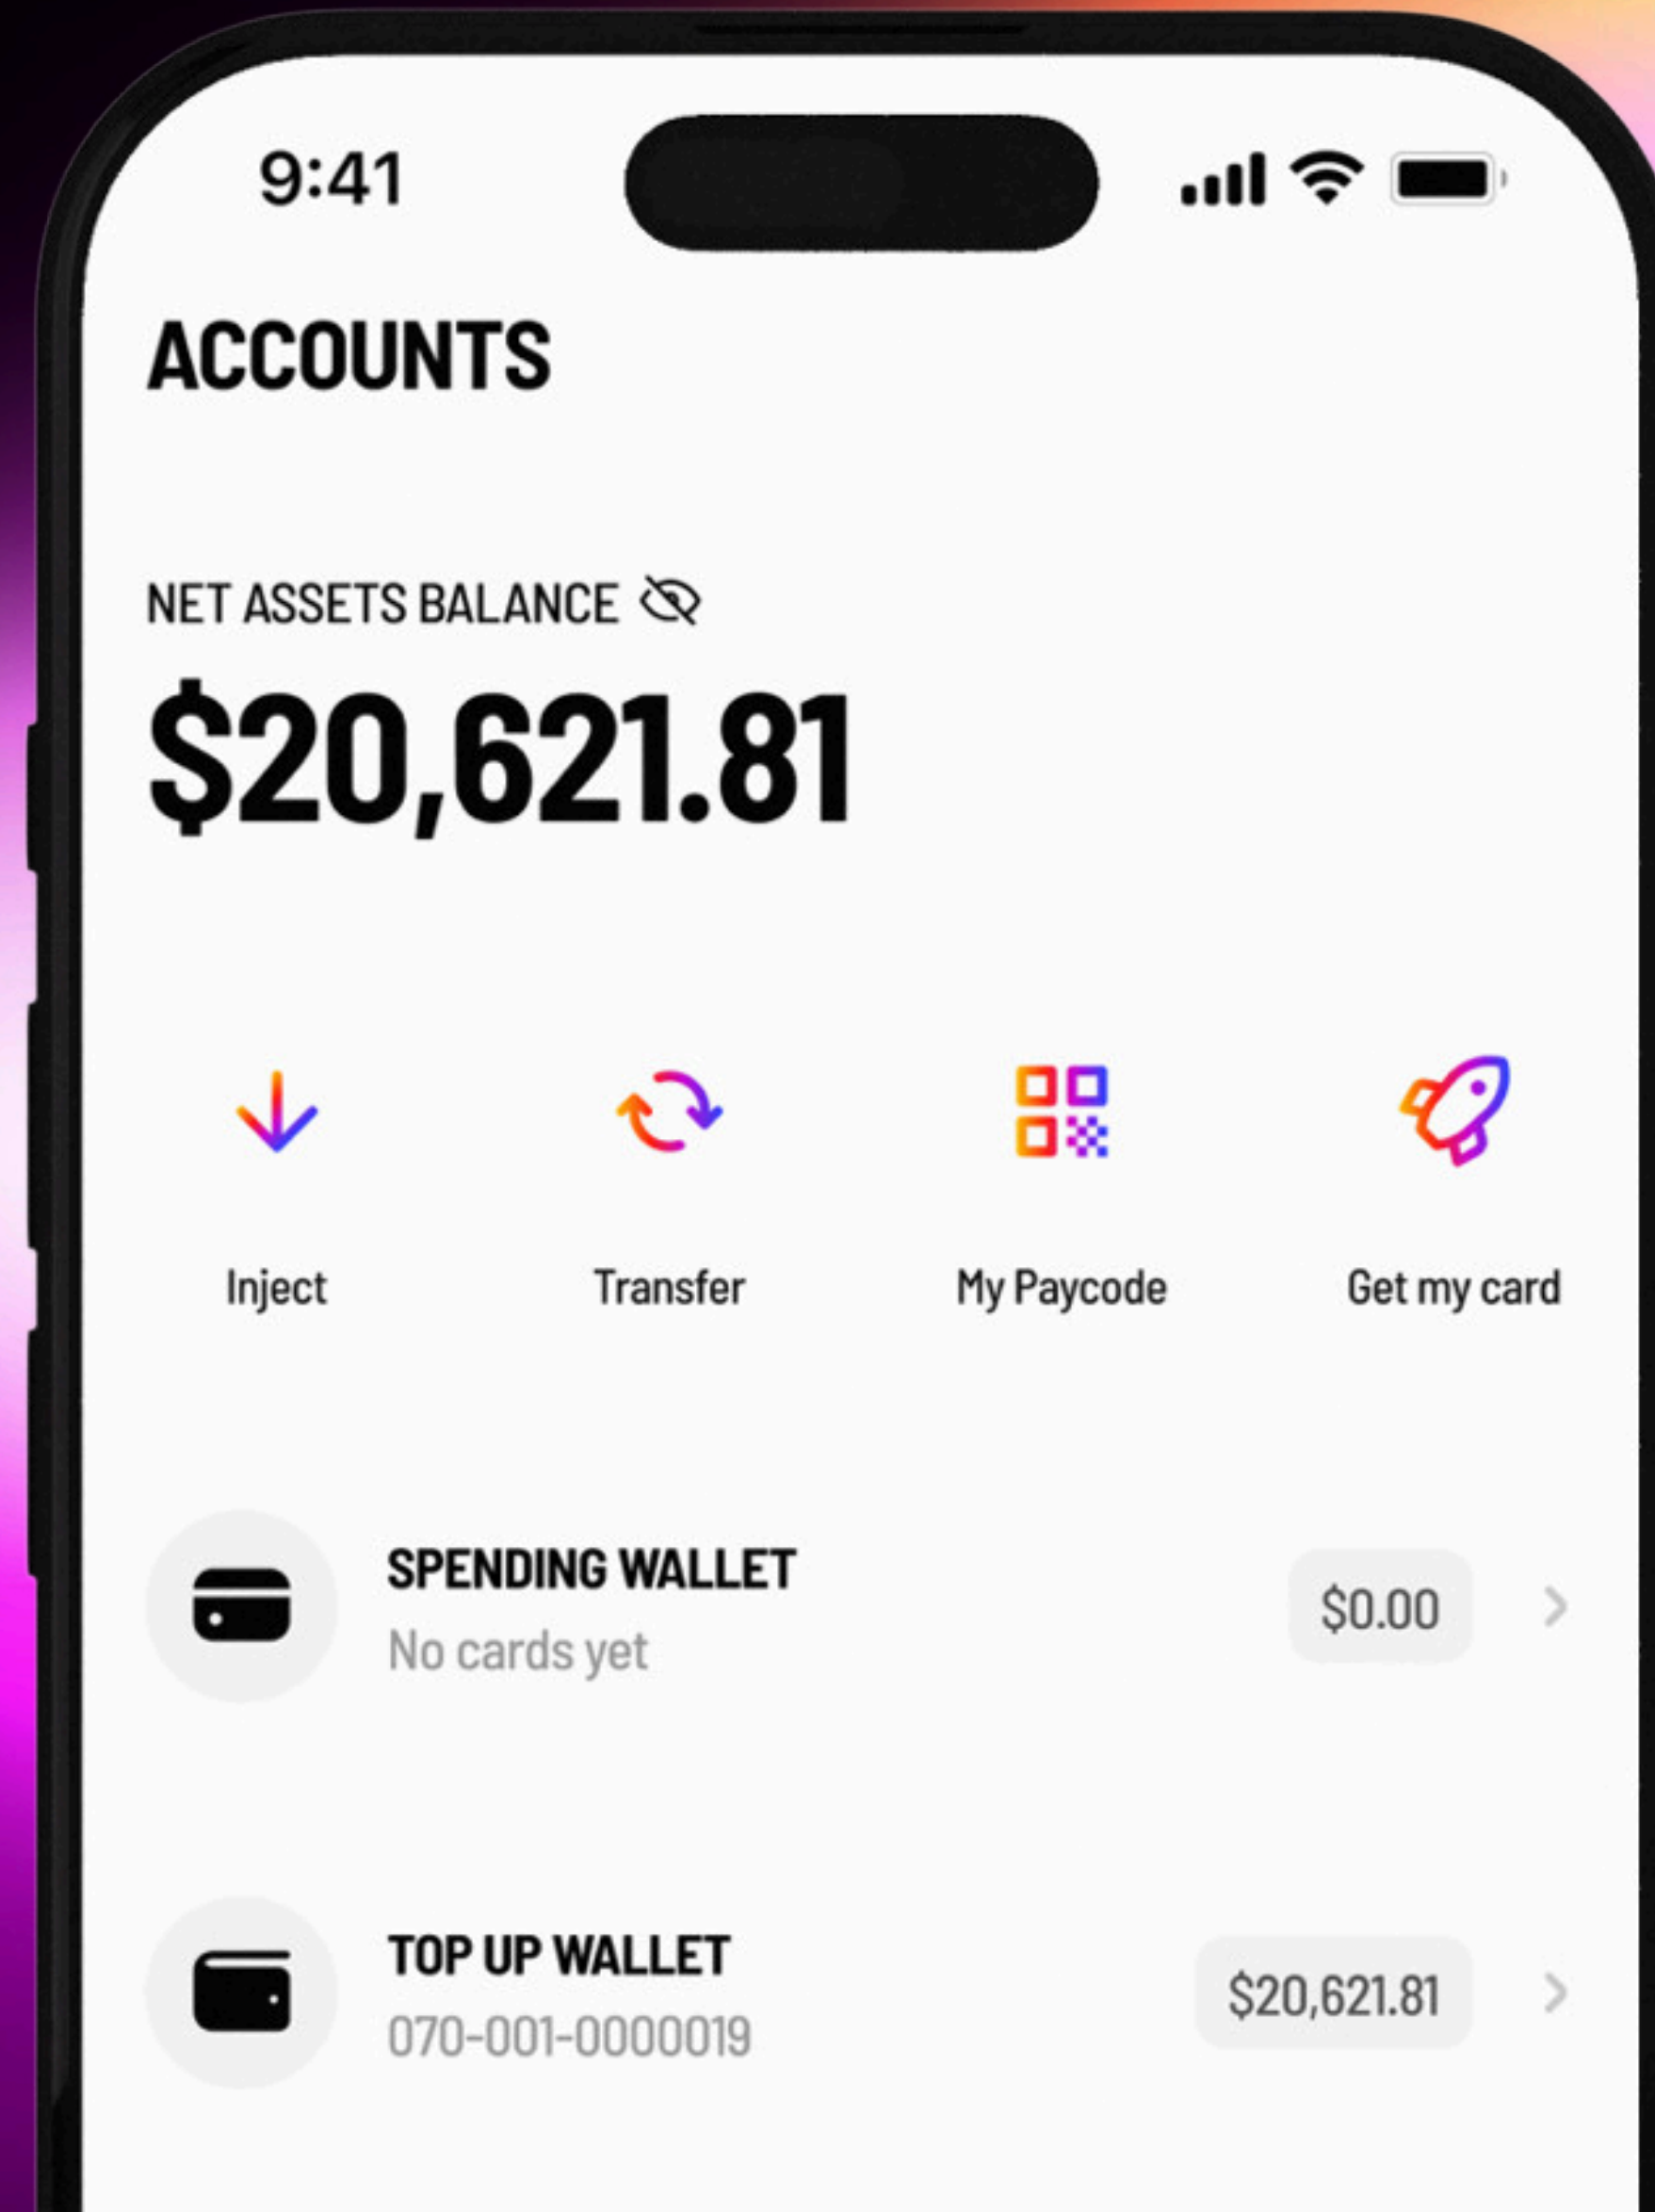 9:41
ACCOUNTS
NET ASSETS BALANCE
$20,621.81
Inject
Transfer
My Paycode
Get my card
SPENDING WALLET
$0.00
No cards yet
TOP UP WALLET
$20,621.81
070-001-0000019